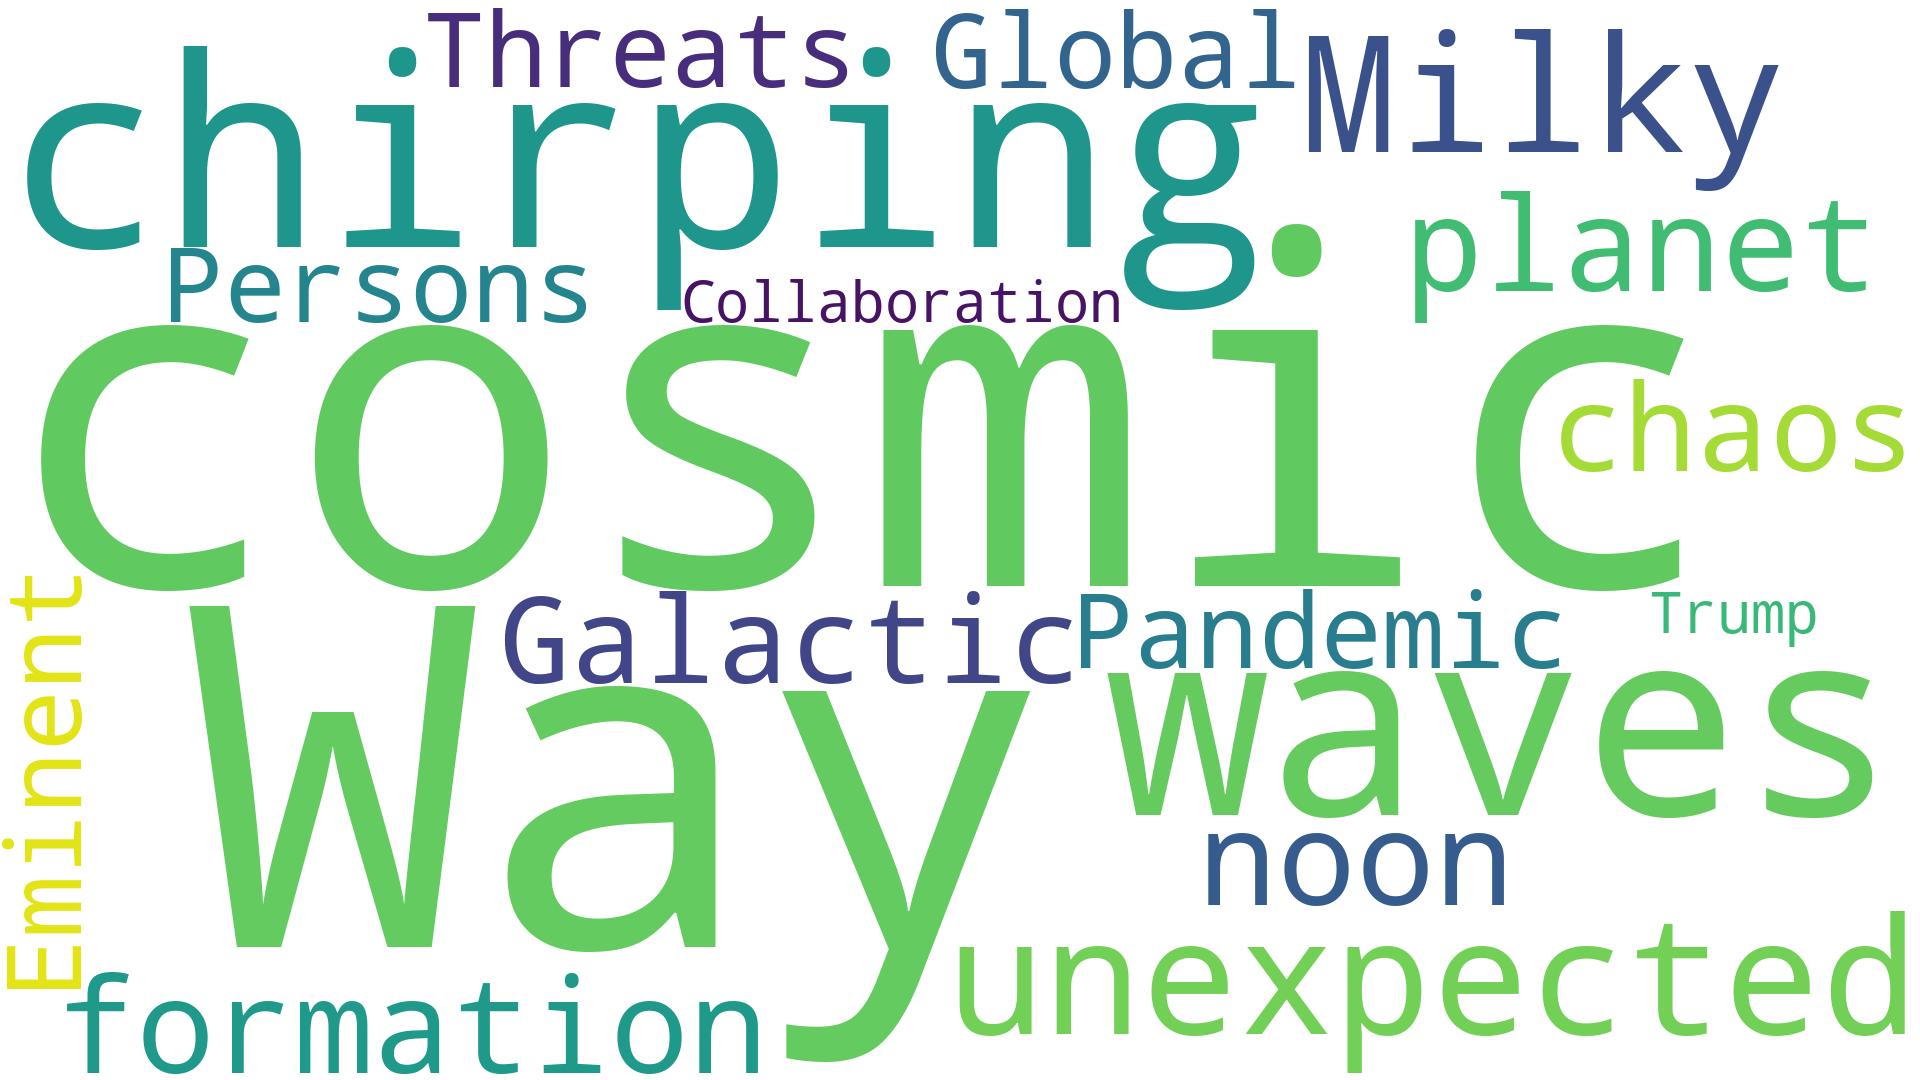 Threats
Global
Milky
chirping
planet
Persons
Collaboration
cosmic
chaos
Eminent
Galactic
Pandemic
Trump
Way
waves
noon
unexpected
formation